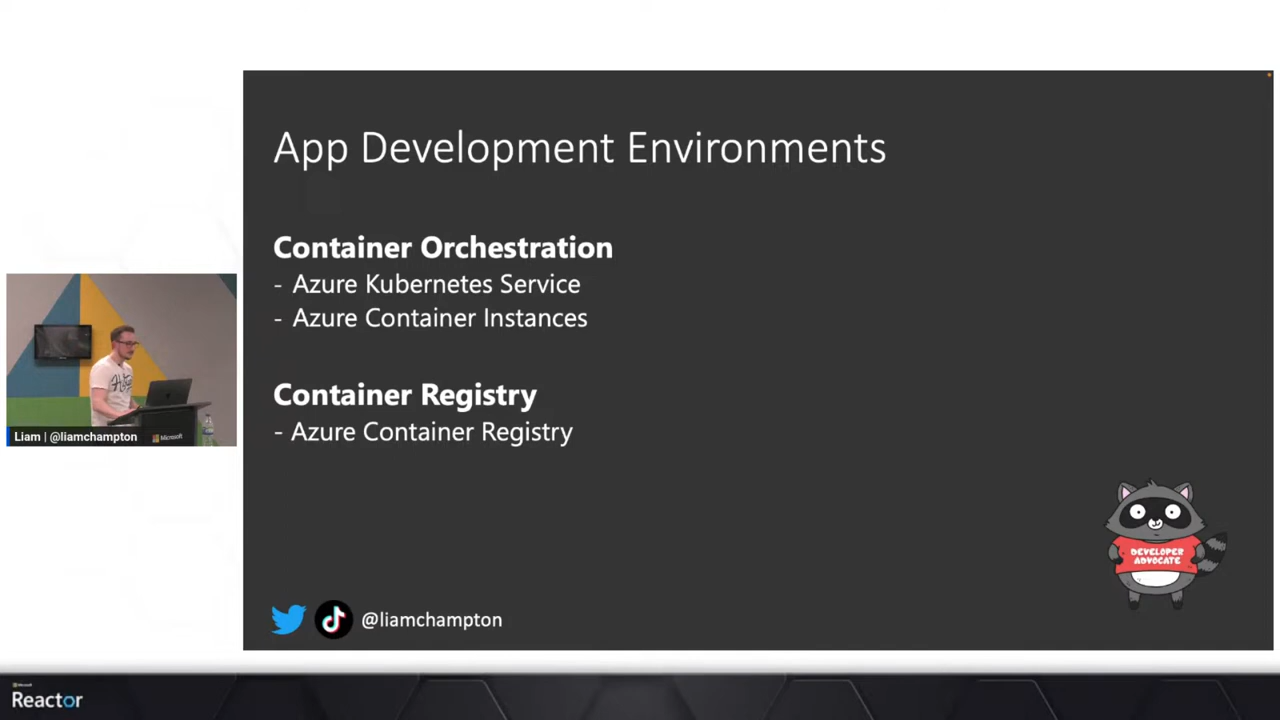 App Development Environments
Container Orchestration
- Azure Kubernetes Service
- Azure Container Instances
Container Registry
- Azure Container Registry
DEVELOPER
ADVOCATE
@liamchampton
Liam | @liamchampton
Microsoft
Microsoft
Reactor